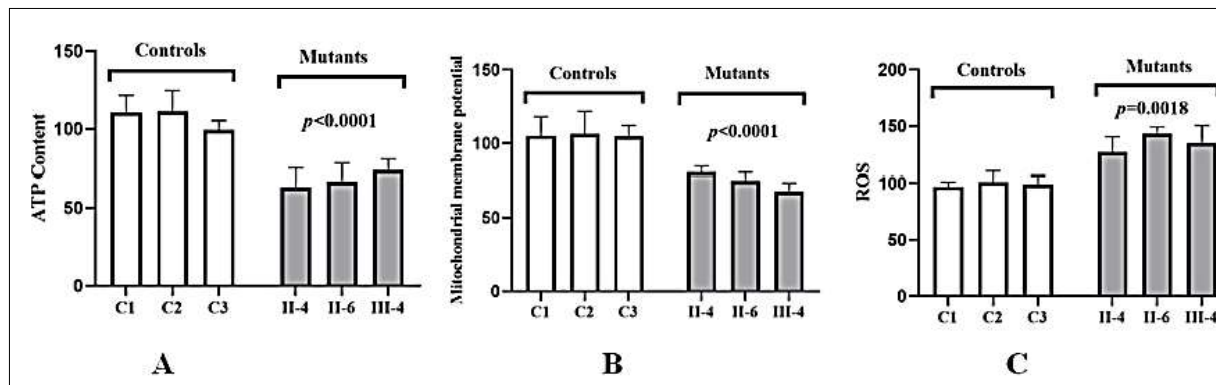 150
Controls
Mutants
p<0.0001
100
50
0
ATP Content
C1 C2 C3 II-4 II-6 III-4
A
150
Controls
Mutants
p<0.0001
100
50
0
Mitochondrial membrane potential
C1 C2 C3 II-4 II-6 III-4
B
200
Controls
Mutants
p=0.0018
150
100
50
0
ROS
C1 C2 C3 II-4 II-6 III-4
C